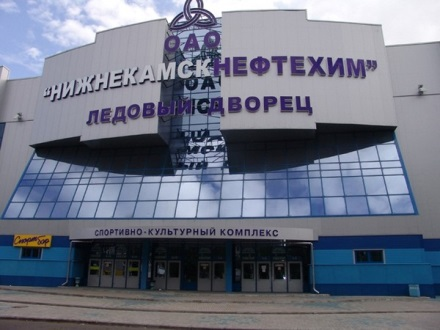 ОАО
"НИЖНЕКАМСКНЕФТЕХИМ"
ЛЕДОВЫЙ ДВОРЕЦ
СПОРТИВНО-КУЛЬТУРНЫЙ КОМПЛЕКС